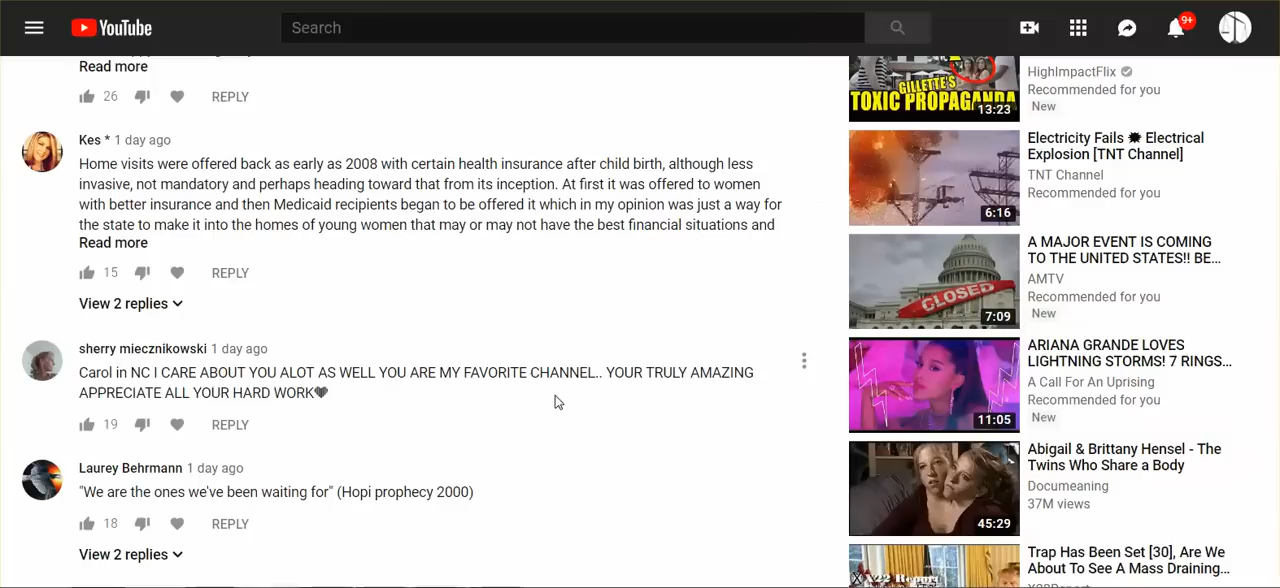 YouTube
Search
9+
Read more
26
REPLY
Kes * 1 day ago
Home visits were offered back as early as 2008 with certain health insurance after child birth, although less
invasive, not mandatory and perhaps heading toward that from its inception. At first it was offered to women
with better insurance and then Medicaid recipients began to be offered it which in my opinion was just a way for
the state to make it into the homes of young women that may or may not have the best financial situations and
Read more
15
REPLY
View 2 replies
sherry miecznikowski 1 day ago
Carol in NC I CARE ABOUT YOU ALOT AS WELL YOU ARE MY FAVORITE CHANNEL.. YOUR TRULY AMAZING
APPRECIATE ALL YOUR HARD WORK
19
REPLY
Laurey Behrmann 1 day ago
"We are the ones we've been waiting for" (Hopi prophecy 2000)
18
REPLY
View 2 replies
GILLETTE'S
TOXIC PROPAGANDA
13:23
HighImpactFlix
Recommended for you
New
6:16
Electricity Fails ✸ Electrical
Explosion [TNT Channel]
TNT Channel
Recommended for you
CLOSED
7:09
A MAJOR EVENT IS COMING
TO THE UNITED STATES!! BE...
AMTV
Recommended for you
New
11:05
ARIANA GRANDE LOVES
LIGHTNING STORMS! 7 RINGS...
A Call For An Uprising
Recommended for you
New
45:29
Abigail & Brittany Hensel - The
Twins Who Share a Body
Documeaning
37M views
X22 Report
Trap Has Been Set [30], Are We
About To See A Mass Draining...